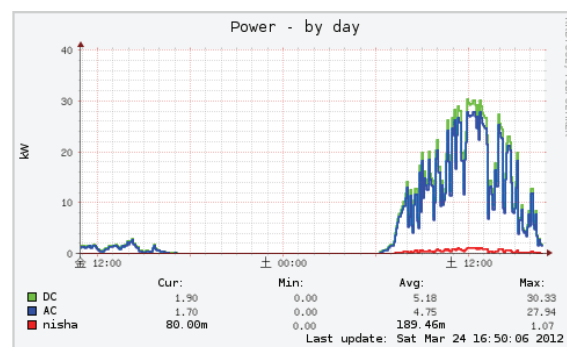 Power - by day
40
30
20
10
0
kW
金 12:00
土 00:00
土 12:00
Cur: Min: Avg: Max:
DC 1.90 0.00 5.18 30.33
AC 1.70 0.00 4.75 27.94
nisha 80.00m 0.00 189.46m 1.07
Last update: Sat Mar 24 16:50:06 2012